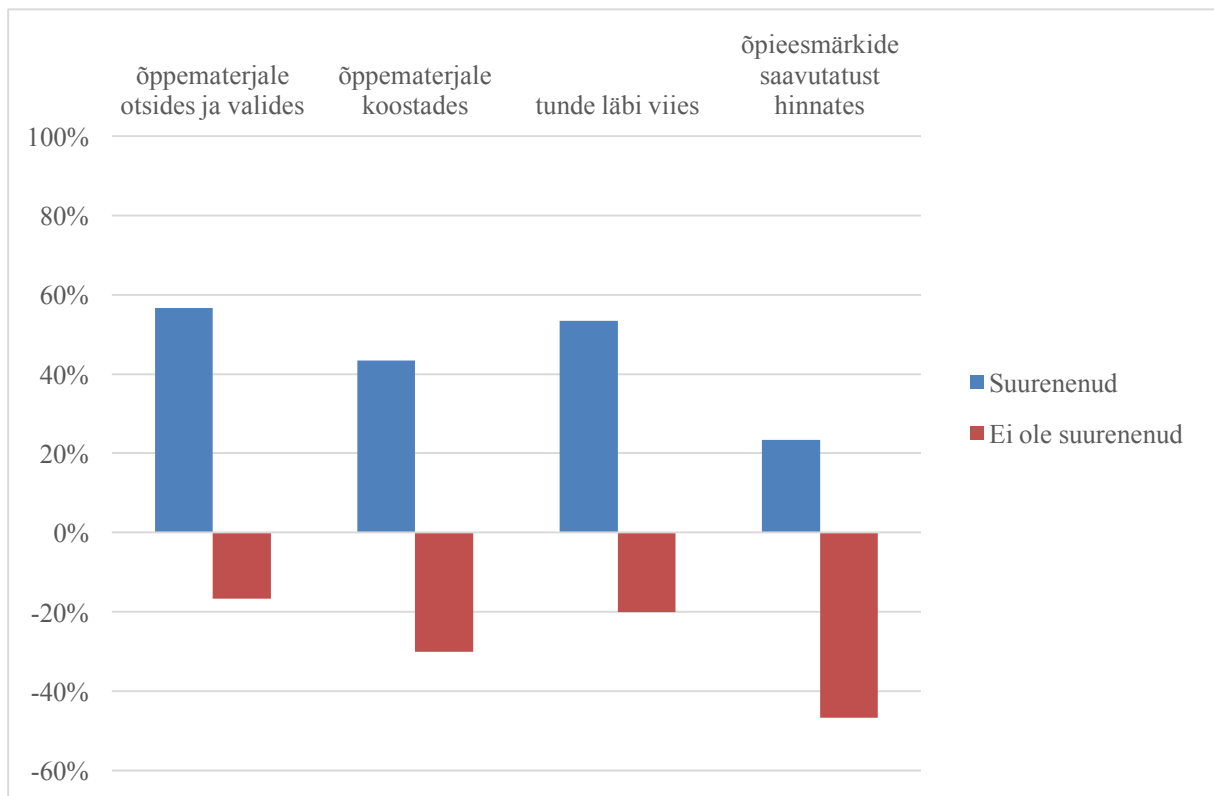 õppematerjale
otsides ja valides
õppematerjale
koostades
tunde läbi viies
õpieesmärkide
saavutatust
hinnates
100%
80%
60%
40%
20%
0%
-20%
-40%
-60%
Suurenenud
Ei ole suurenenud